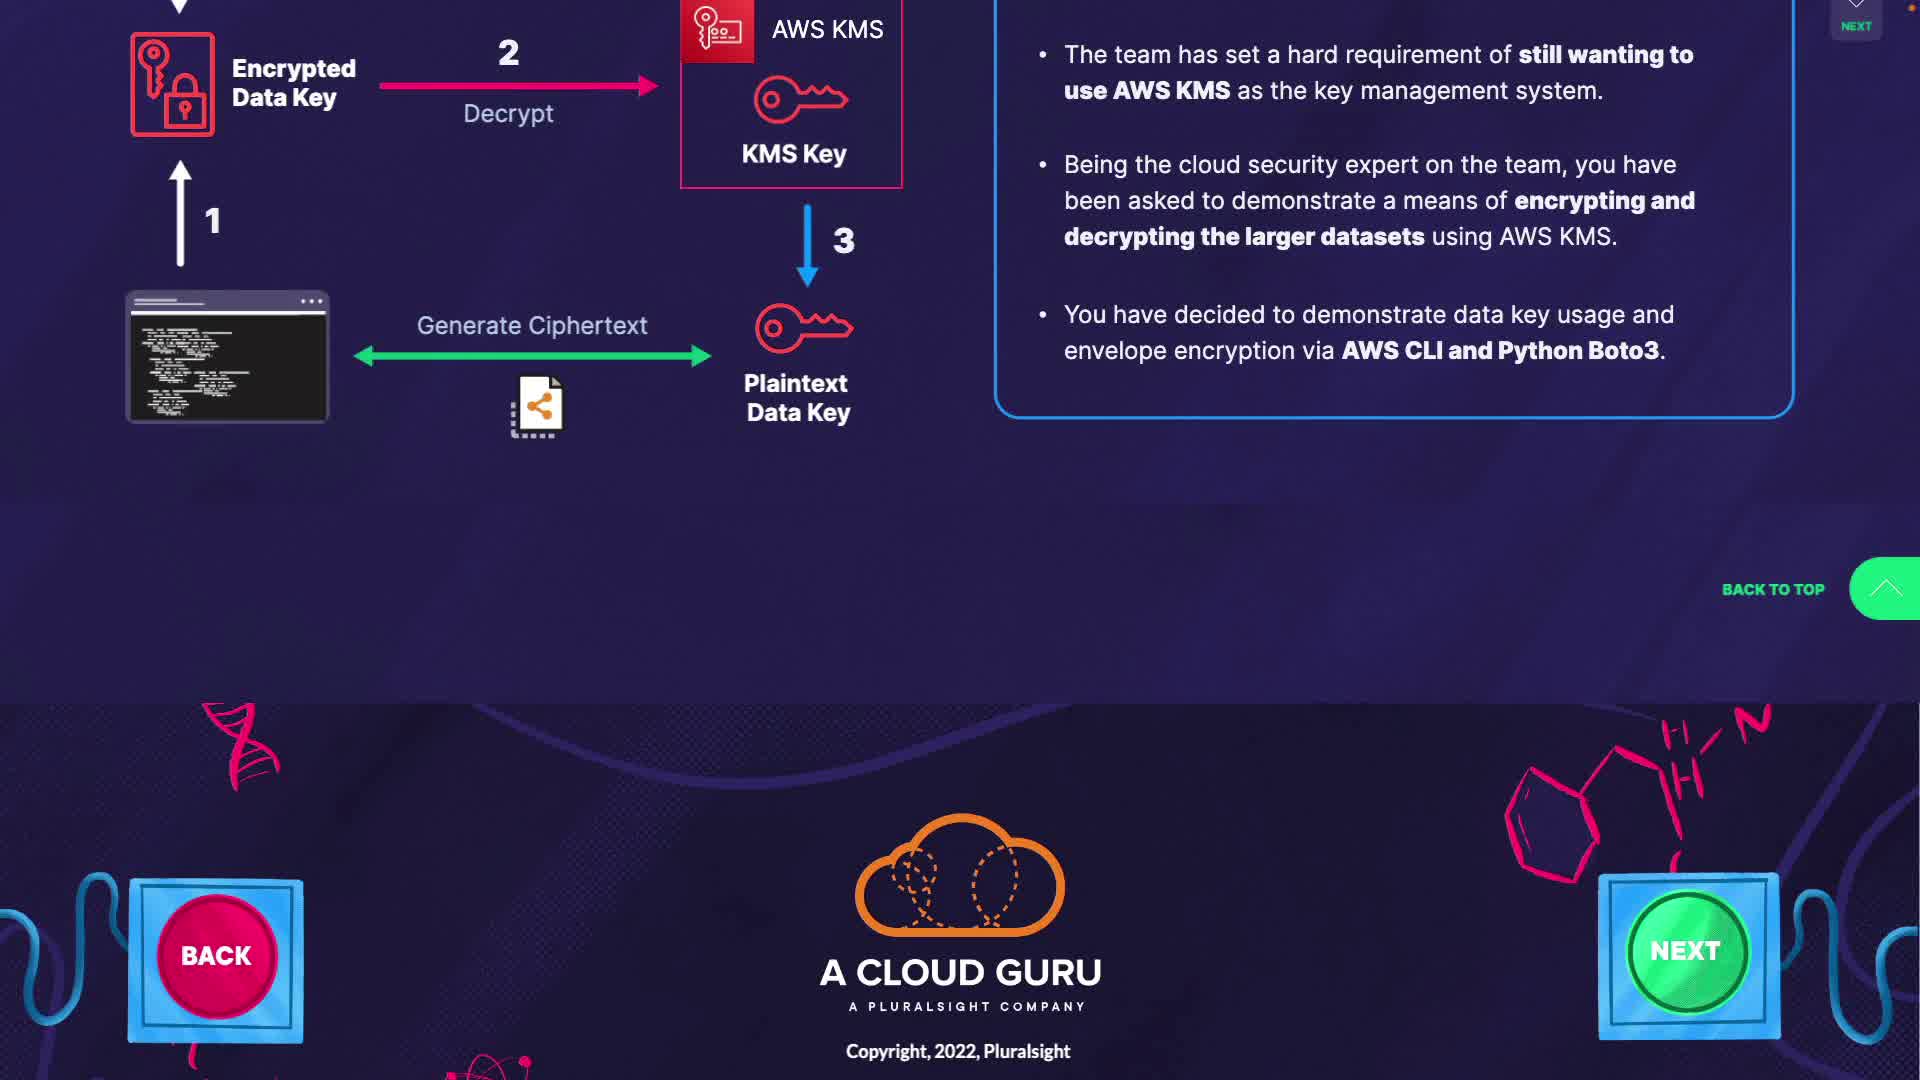 NEXT
AWS KMS
Encrypted
Data Key
2
Decrypt
KMS Key
1
3
Generate Ciphertext
Plaintext
Data Key
• The team has set a hard requirement of still wanting to
use AWS KMS as the key management system.
• Being the cloud security expert on the team, you have
been asked to demonstrate a means of encrypting and
decrypting the larger datasets using AWS KMS.
• You have decided to demonstrate data key usage and
envelope encryption via AWS CLI and Python Boto3.
BACK TO TOP
H
H
N
BACK
NEXT
A CLOUD GURU
A PLURALSIGHT COMPANY
Copyright, 2022, Pluralsight